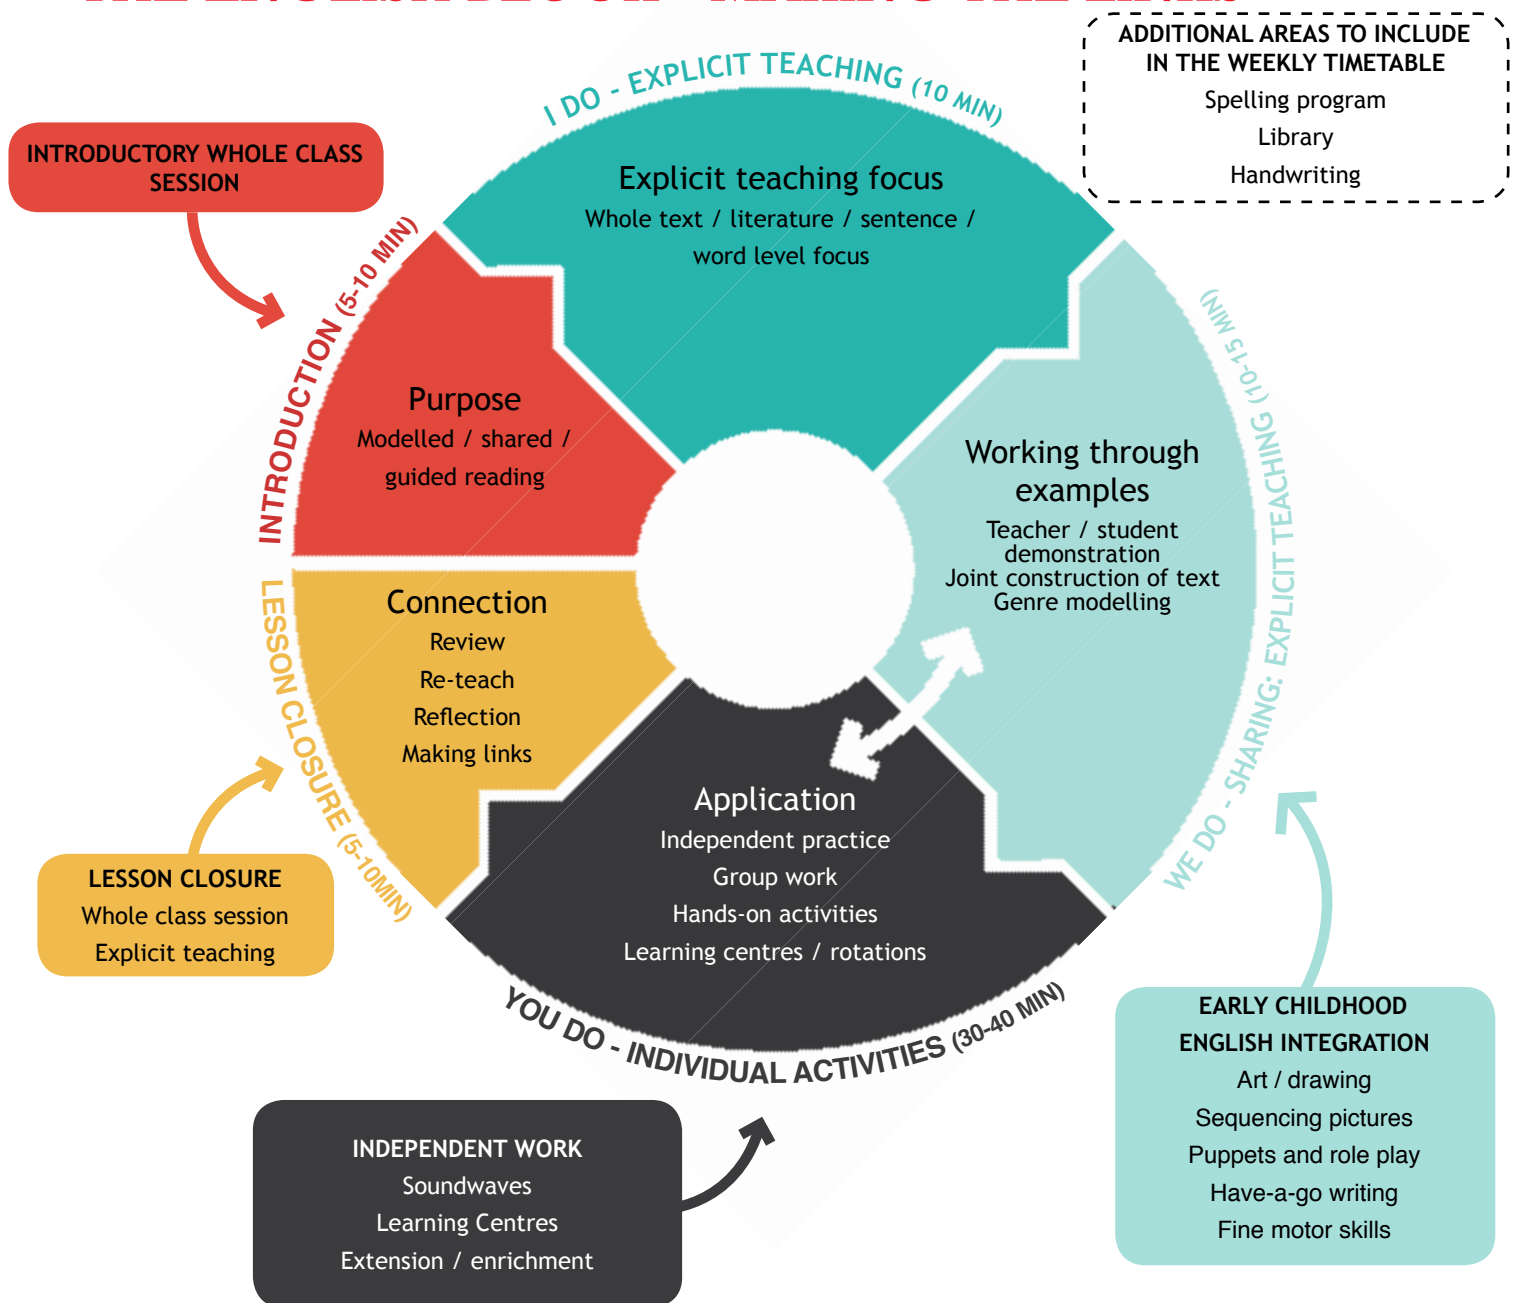 THE ENGLISH BLOCK - MAKING THE LINKS
ADDITIONAL AREAS TO INCLUDE
IN THE WEEKLY TIMETABLE
Spelling program
Library
Handwriting
INTRODUCTORY WHOLE CLASS
SESSION
INTRODUCTION (5-10 MIN)
Purpose
Modelled / shared /
guided reading
I DO - EXPLICIT TEACHING (10 MIN)
Explicit teaching focus
Whole text / literature / sentence /
word level focus
WE DO - SHARING: EXPLICIT TEACHING (10-15 MIN)
Working through
examples
Teacher / student
demonstration
Joint construction of text
Genre modelling
EARLY CHILDHOOD
ENGLISH INTEGRATION
Art / drawing
Sequencing pictures
Puppets and role play
Have-a-go writing
Fine motor skills
YOU DO - INDIVIDUAL ACTIVITIES (30-40 MIN)
Application
Independent practice
Group work
Hands-on activities
Learning centres / rotations
INDEPENDENT WORK
Soundwaves
Learning Centres
Extension / enrichment
LESSON CLOSURE (5-10MIN)
Connection
Review
Re-teach
Reflection
Making links
LESSON CLOSURE
Whole class session
Explicit teaching